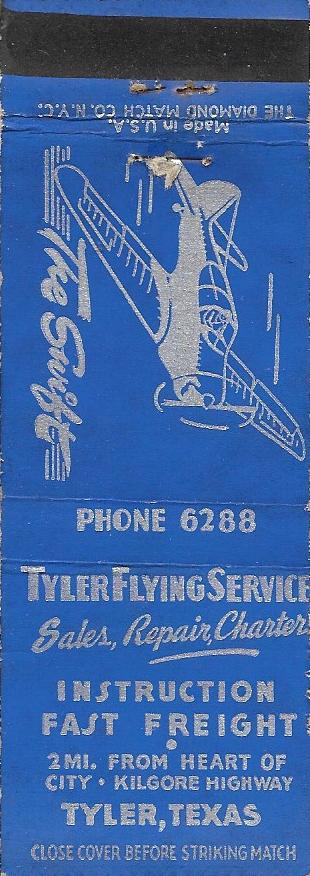 Made in U.S.A.
THE DIAMOND MATCH CO. N.Y.C.
The Swift
PHONE 6288
TYLER FLYING SERVICE
Sales, Repair, Charter
INSTRUCTION
FAST FREIGHT
•
2 MI. FROM HEART OF
CITY • KILGORE HIGHWAY
TYLER, TEXAS
CLOSE COVER BEFORE STRIKING MATCH